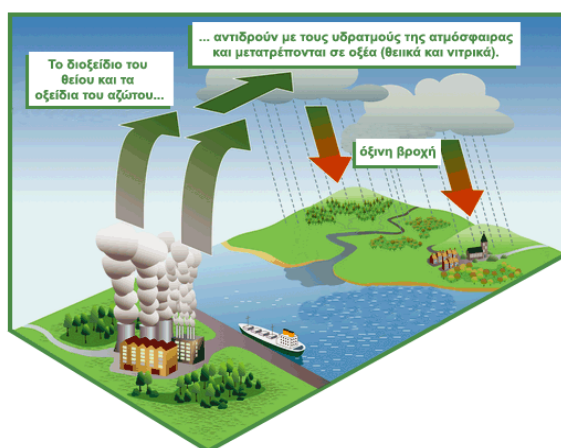 ... αντιδρούν με τους υδρατμούς της ατμόσφαιρας
και μετατρέπονται σε οξέα (θειικά και νιτρικά).
Το διοξείδιο του
θείου και τα
οξείδια του αζώτου...
όξινη βροχή